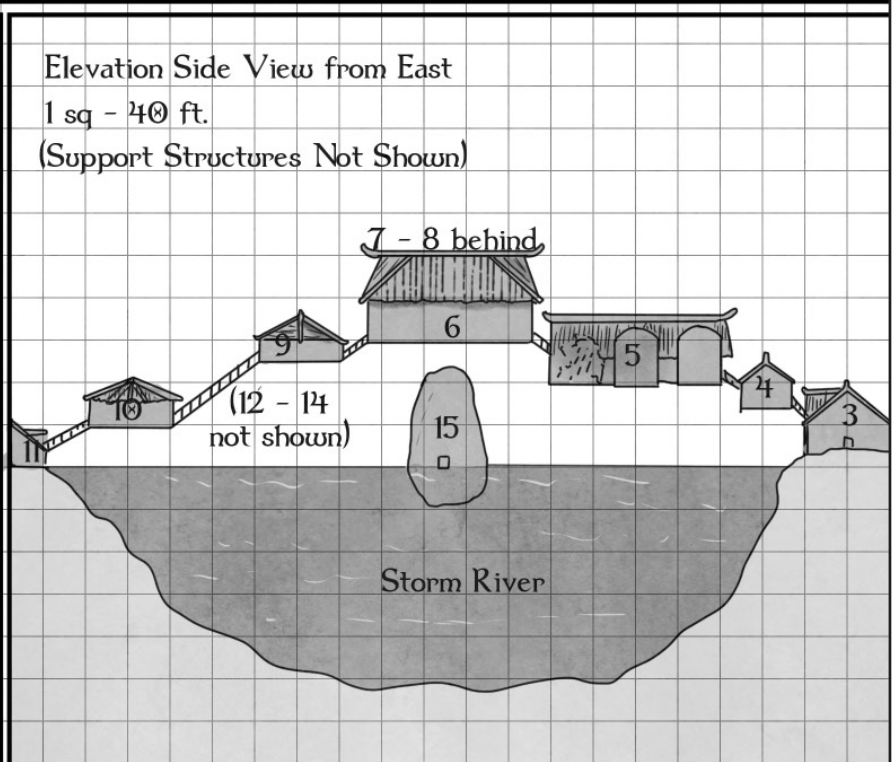 Elevation Side View from East
1 sq - 40 ft.
(Support Structures Not Shown)
7 - 8 behind
6
9
5
10
4
(12 - 14
not shown)
3
15
11
Storm River